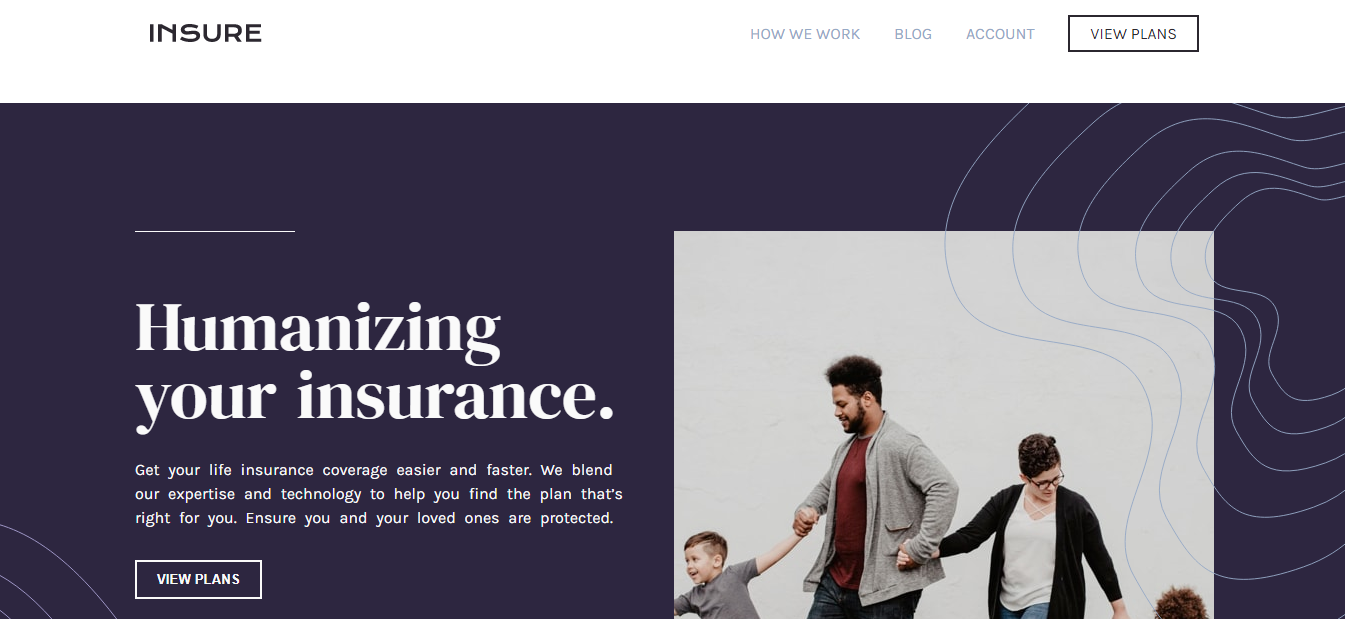 INSURE
HOW WE WORK
BLOG
ACCOUNT
VIEW PLANS
Humanizing
your insurance.
Get your life insurance coverage easier and faster. We blend
our expertise and technology to help you find the plan that’s
right for you. Ensure you and your loved ones are protected.
VIEW PLANS